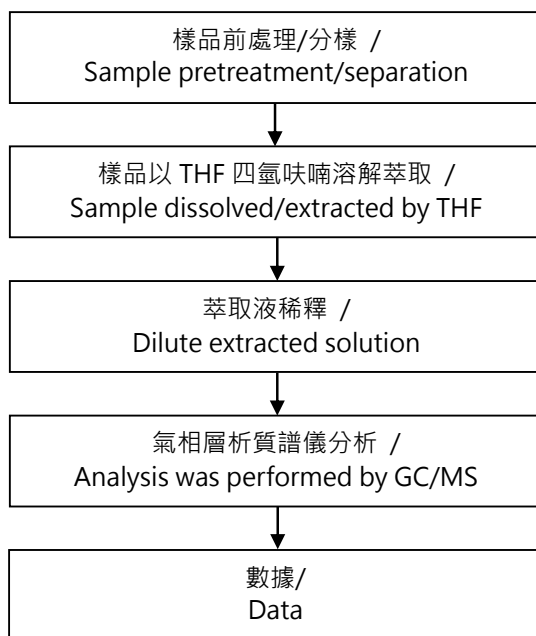 樣品前處理/分樣 /
Sample pretreatment/separation
樣品以 THF 四氫呋喃溶解萃取 /
Sample dissolved/extracted by THF
萃取液稀釋 /
Dilute extracted solution
氣相層析質譜儀分析 /
Analysis was performed by GC/MS
數據/
Data